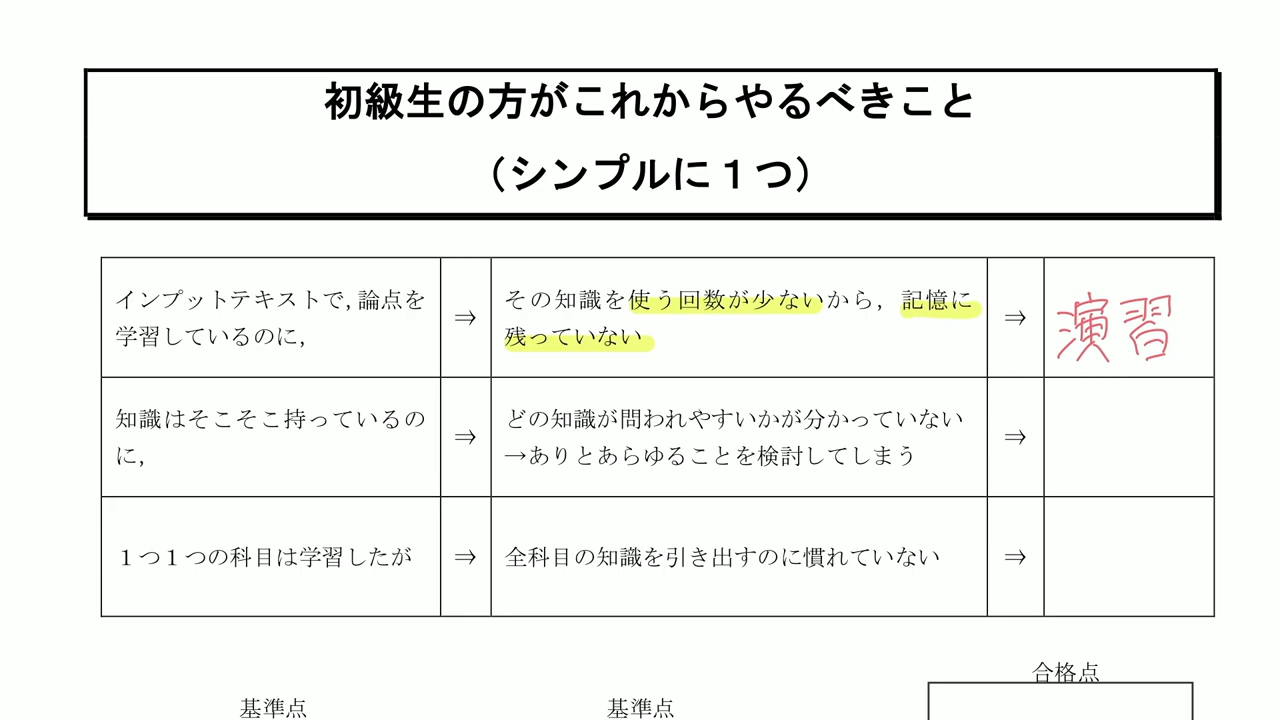 初級生の方がこれからやるべきこと
（シンプルに１つ）
インプットテキストで，論点を
学習しているのに，
⇒
その知識を使う回数が少ないから，記憶に
残っていない
⇒
演習
知識はそこそこ持っているの
に，
⇒
どの知識が問われやすいかが分かっていない
→ありとあらゆることを検討してしまう
⇒
１つ１つの科目は学習したが
⇒
全科目の知識を引き出すのに慣れていない
⇒
合格点
基準点
基準点